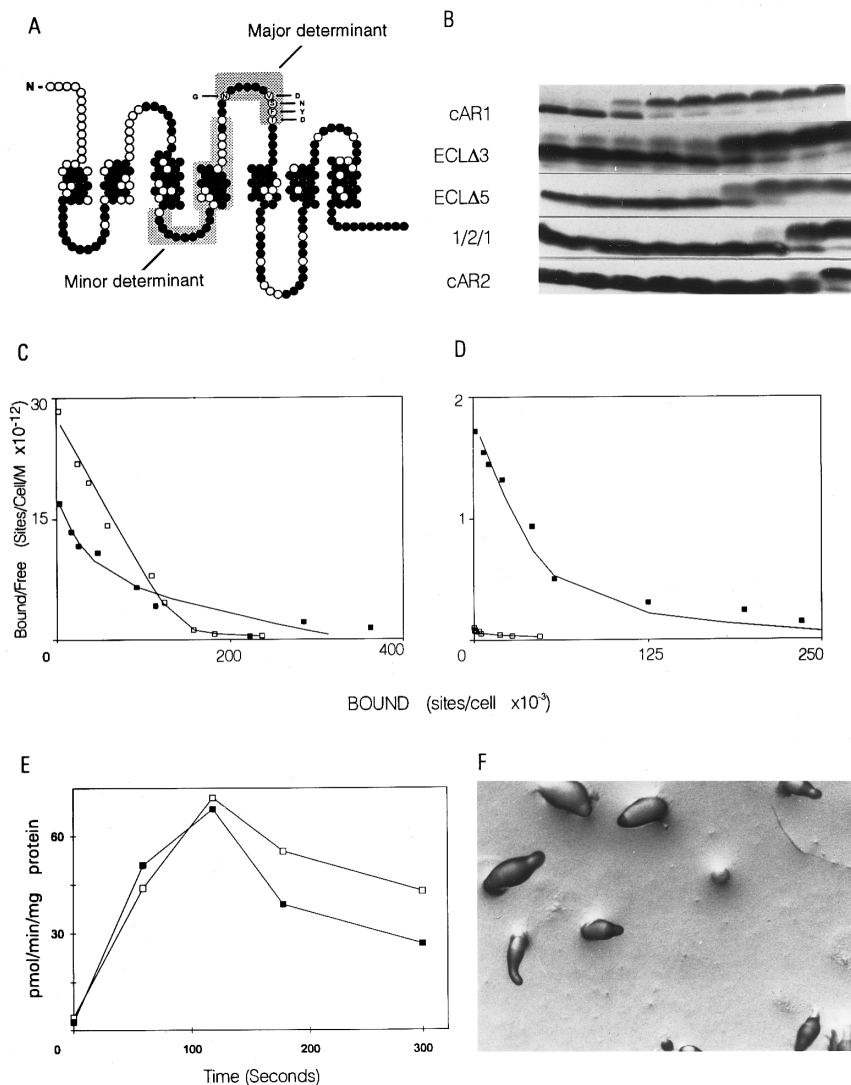 A
Major determinant
N -
G
N
M
D
N
Y
D
Minor determinant
B
cAR1
ECLΔ3
ECLΔ5
1/2/1
cAR2
C
Bound/Free (Sites/Cell/M x10-12)
30
15
0
200
400
D
2
1
0
125
250
BOUND (sites/cell x10-3)
E
pmol/min/mg protein
60
30
0
100
200
300
Time (Seconds)
F